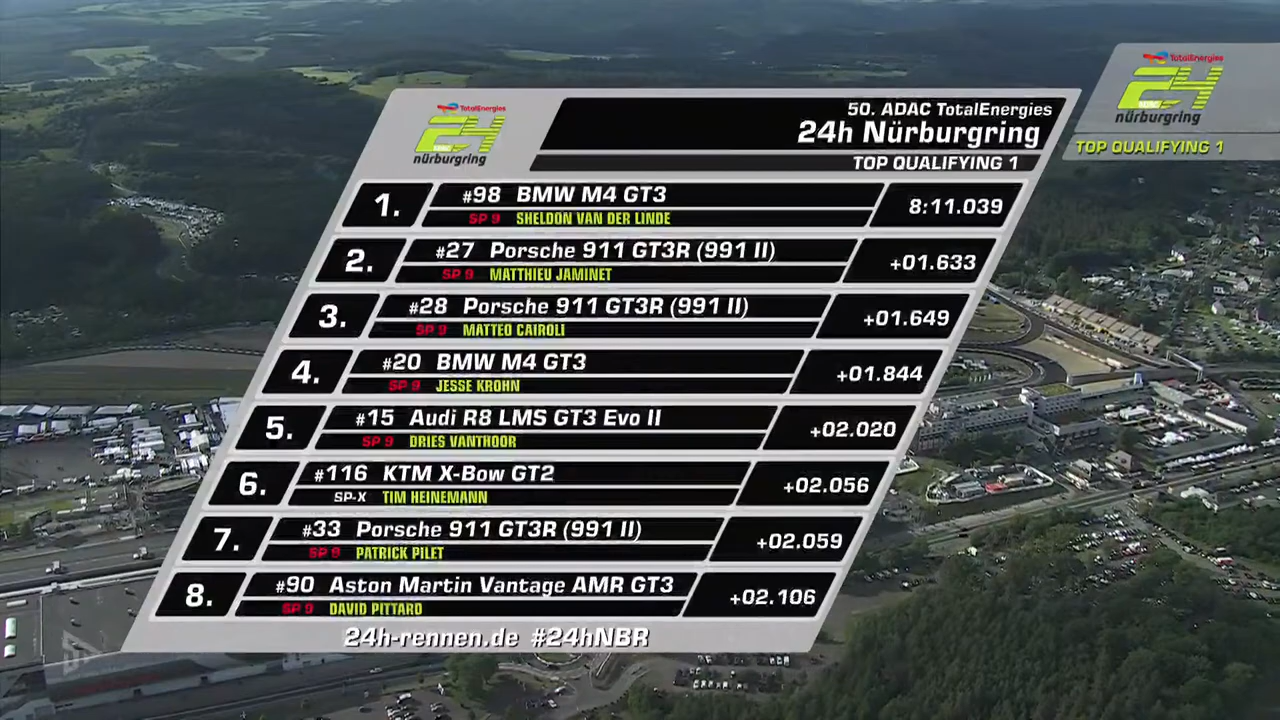 TotalEnergies
24
ADAC
nürburgring
50. ADAC TotalEnergies
24h Nürburgring
TOP QUALIFYING 1
TotalEnergies
24
ADAC
nürburgring
TOP QUALIFYING 1
1. #98 BMW M4 GT3 8:11.039
SP 9 SHELDON VAN DER LINDE
2. #27 Porsche 911 GT3R (991 II) +01.633
SP 9 MATTHIEU JAMINET
3. #28 Porsche 911 GT3R (991 II) +01.649
SP 9 MATTEO CAIROLI
4. #20 BMW M4 GT3 +01.844
SP 9 JESSE KROHN
5. #15 Audi R8 LMS GT3 Evo II +02.020
SP 9 DRIES VANTHOOR
6. #116 KTM X-Bow GT2 +02.056
SP-X TIM HEINEMANN
7. #33 Porsche 911 GT3R (991 II) +02.059
SP 9 PATRICK PILET
8. #90 Aston Martin Vantage AMR GT3 +02.106
SP 9 DAVID PITTARD
24h-rennen.de #24hNBR